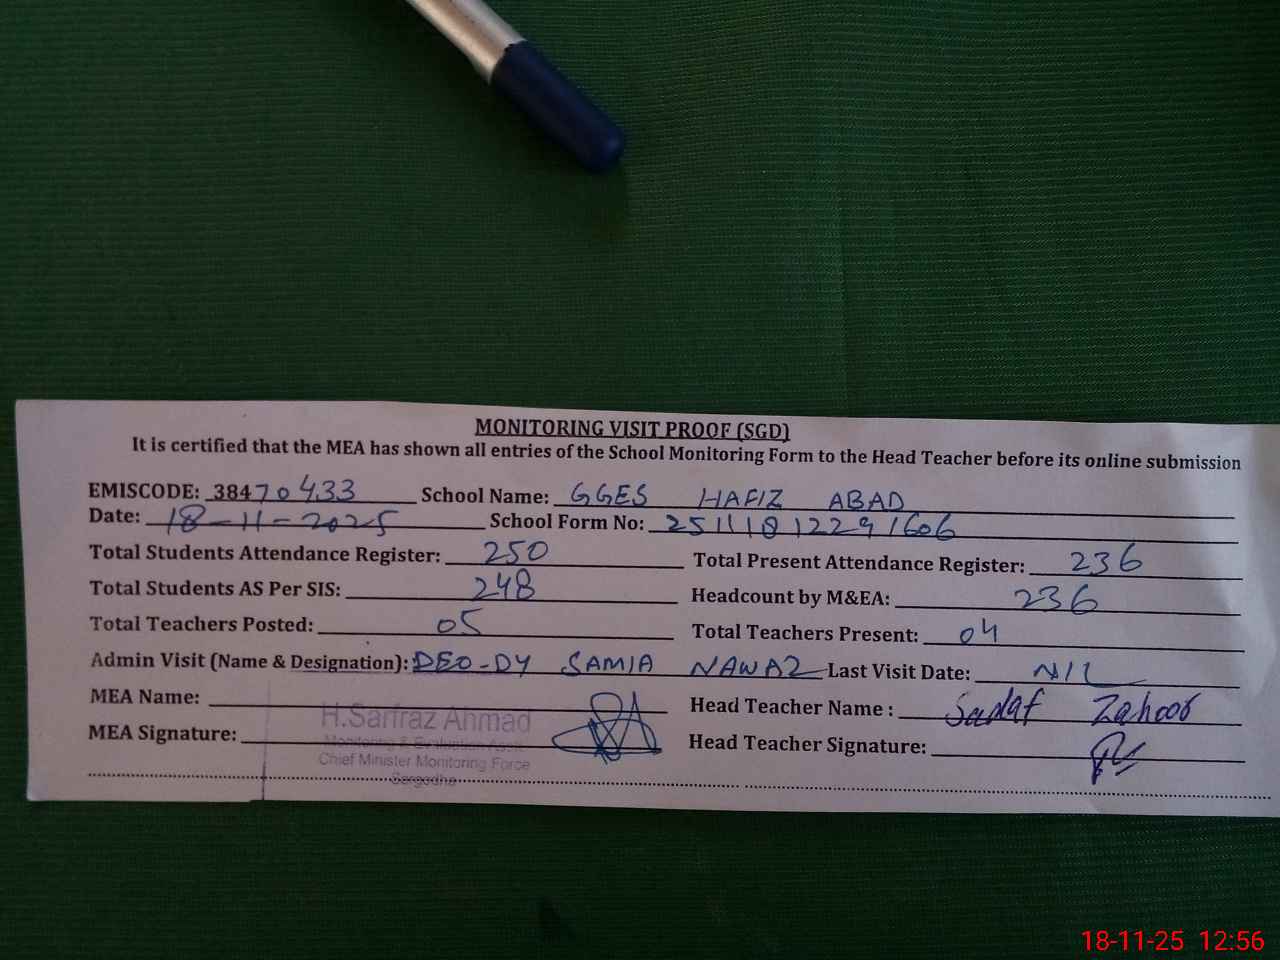 MONITORING VISIT PROOF (SGD)
It is certified that the MEA has shown all entries of the School Monitoring Form to the Head Teacher before its online submission
EMISCODE: 38470433 School Name: GGES HAFIZ ABAD
Date: 18-11-2025 School Form No: 25111812291606
Total Students Attendance Register: 250 Total Present Attendance Register: 236
Total Students AS Per SIS: 248 Headcount by M&EA: 236
Total Teachers Posted: 05 Total Teachers Present: 04
Admin Visit (Name & Designation): DEO-DY SAMIA NAWAZ Last Visit Date: NIL
MEA Name: Head Teacher Name : Sadaf Zahoor
H.Sarfraz Ahmad
MEA Signature: Head Teacher Signature:
Monitoring & Evaluation
Chief Minister Monitoring Force
Sargodha
18-11-25 12:56